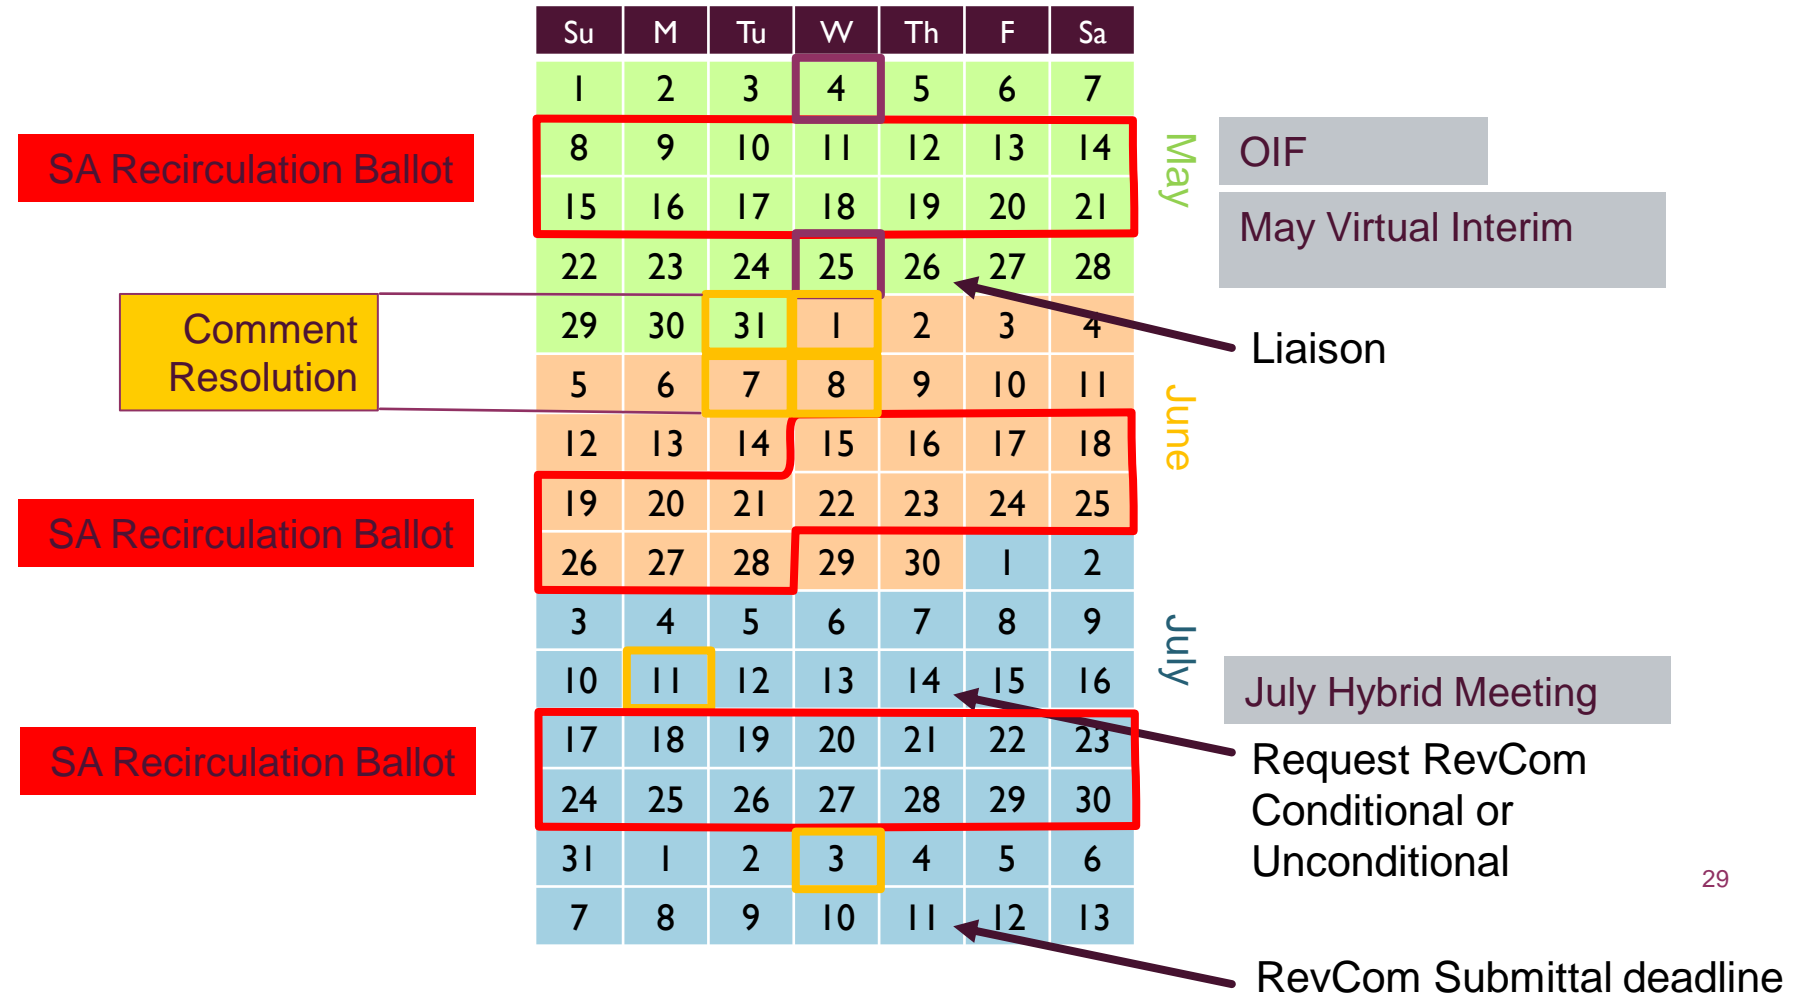 Su M Tu W Th F Sa
1 2 3 4 5 6 7
8 9 10 11 12 13 14
15 16 17 18 19 20 21
22 23 24 25 26 27 28
29 30 31 1 2 3 4
5 6 7 8 9 10 11
12 13 14 15 16 17 18
19 20 21 22 23 24 25
26 27 28 29 30 1 2
3 4 5 6 7 8 9
10 11 12 13 14 15 16
17 18 19 20 21 22 23
24 25 26 27 28 29 30
31 1 2 3 4 5 6
7 8 9 10 11 12 13
SA Recirculation Ballot
Comment
Resolution
SA Recirculation Ballot
SA Recirculation Ballot
May
June
July
OIF
May Virtual Interim
Liaison
July Hybrid Meeting
Request RevCom
Conditional or
Unconditional
29
RevCom Submittal deadline